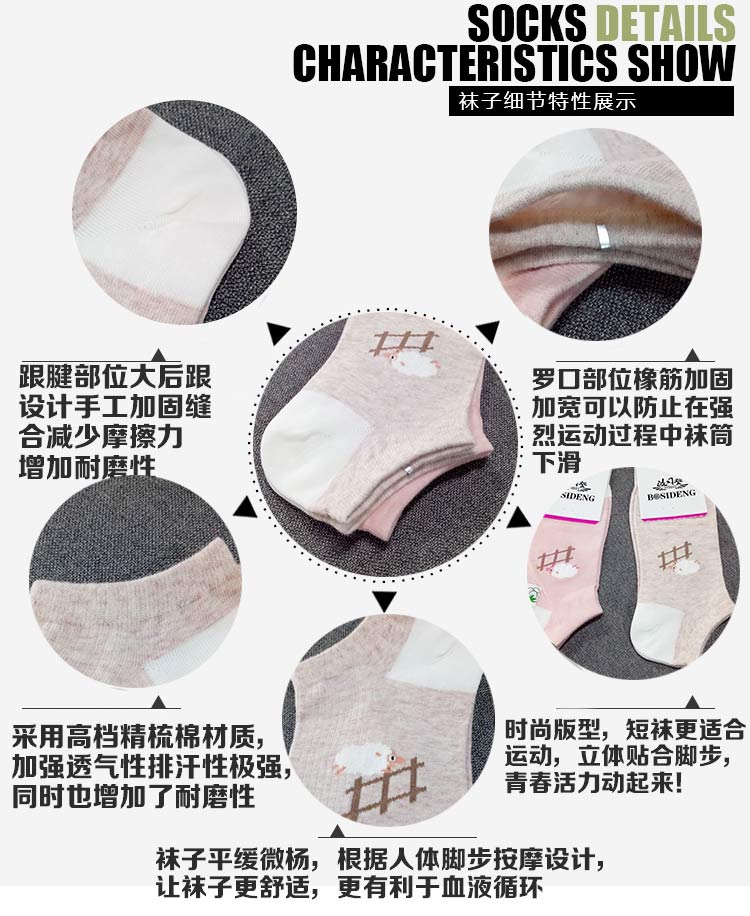 SOCKS DETAILS
CHARACTERISTICS SHOW
袜子细节特性展示
跟腱部位大后跟
设计手工加固缝
合减少摩擦力
增加耐磨性
罗口部位橡筋加固
加宽可以防止在强
烈运动过程中袜筒
下滑
SIDENG
BOSIDENG
采用高档精梳棉材质，
加强透气性排汗性极强，
同时也增加了耐磨性
时尚版型，短袜更适合
运动，立体贴合脚步，
青春活力动起来！
袜子平缓微杨，根据人体脚步按摩设计，
让袜子更舒适，更有利于血液循环